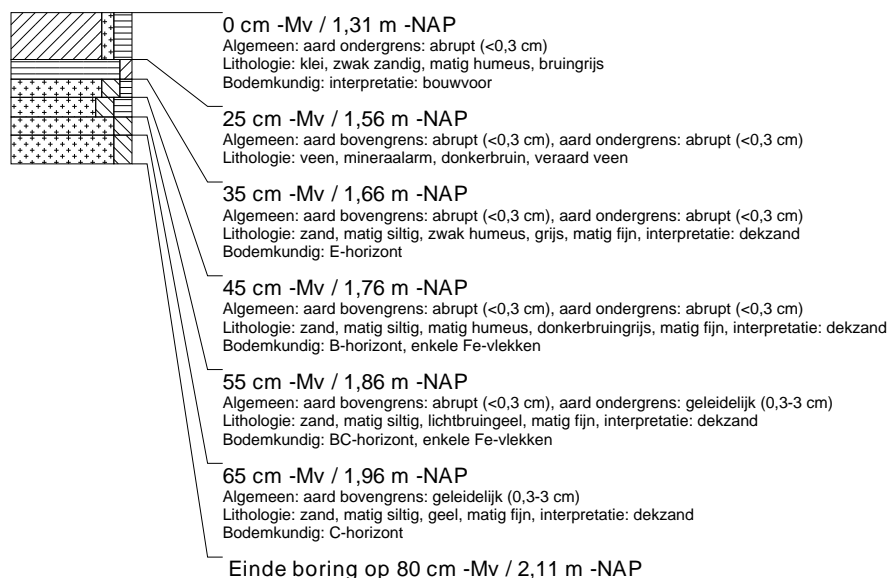 0 cm -Mv / 1,31 m -NAP
Algemeen: aard ondergrens: abrupt (<0,3 cm)
Lithologie: klei, zwak zandig, matig humeus, bruingrijs
Bodemkundig: interpretatie: bouwvoor
25 cm -Mv / 1,56 m -NAP
Algemeen: aard bovengrens: abrupt (<0,3 cm), aard ondergrens: abrupt (<0,3 cm)
Lithologie: veen, mineraalarm, donkerbruin, veraard veen
35 cm -Mv / 1,66 m -NAP
Algemeen: aard bovengrens: abrupt (<0,3 cm), aard ondergrens: abrupt (<0,3 cm)
Lithologie: zand, matig siltig, zwak humeus, grijs, matig fijn, interpretatie: dekzand
Bodemkundig: E-horizont
45 cm -Mv / 1,76 m -NAP
Algemeen: aard bovengrens: abrupt (<0,3 cm), aard ondergrens: abrupt (<0,3 cm)
Lithologie: zand, matig siltig, matig humeus, donkerbruingrijs, matig fijn, interpretatie: dekzand
Bodemkundig: B-horizont, enkele Fe-vlekken
55 cm -Mv / 1,86 m -NAP
Algemeen: aard bovengrens: abrupt (<0,3 cm), aard ondergrens: geleidelijk (0,3-3 cm)
Lithologie: zand, matig siltig, lichtbruingeel, matig fijn, interpretatie: dekzand
Bodemkundig: BC-horizont, enkele Fe-vlekken
65 cm -Mv / 1,96 m -NAP
Algemeen: aard bovengrens: geleidelijk (0,3-3 cm)
Lithologie: zand, matig siltig, geel, matig fijn, interpretatie: dekzand
Bodemkundig: C-horizont
Einde boring op 80 cm -Mv / 2,11 m -NAP